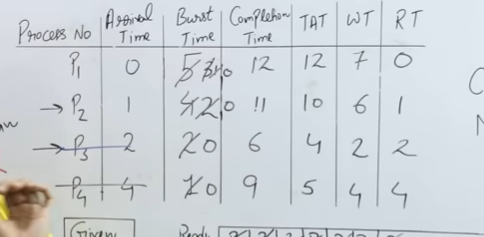 Process No Arrival Time Burst Time Completion Time TAT WT RT
P1 0 5 3 1 0 12 12 7 0
P2 1 4 2 0 11 10 6 1
P3 2 2 0 6 4 2 2
P4 4 1 0 9 5 4 4
Given Ready